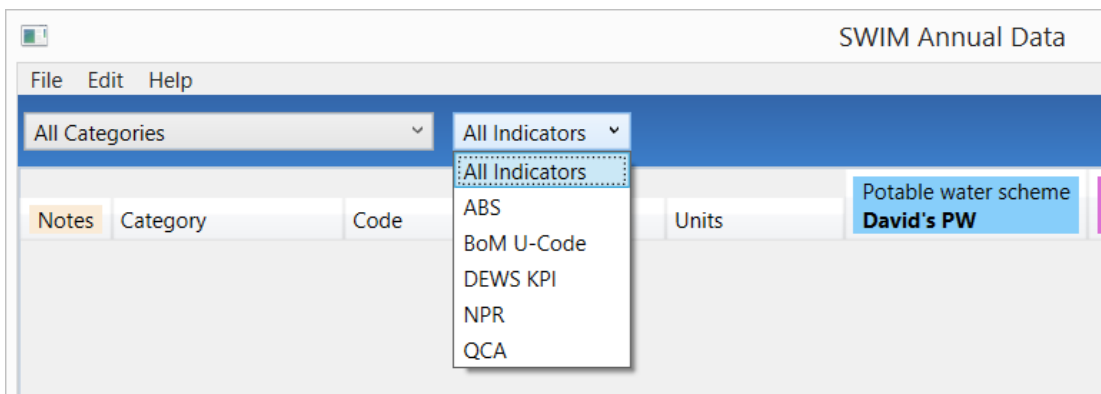 SWIM Annual Data
File Edit Help
All Categories
All Indicators
All Indicators
ABS
BoM U-Code
DEWS KPI
NPR
QCA
Notes
Category
Code
Units
Potable water scheme
David's PW